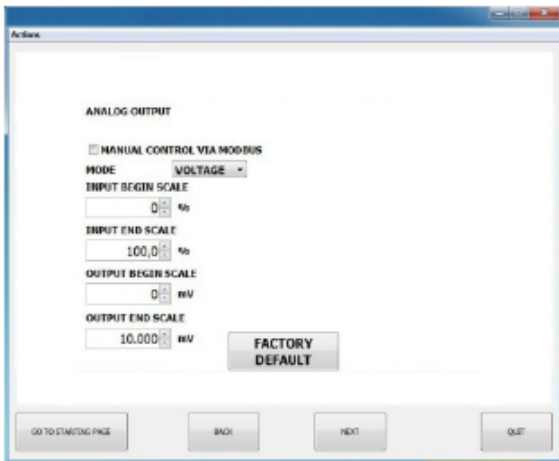 Actions
ANALOG OUTPUT
MANUAL CONTROL VIA MODBUS
MODE VOLTAGE
INPUT BEGIN SCALE
0 %
INPUT END SCALE
100,0 %
OUTPUT BEGIN SCALE
0 mV
OUTPUT END SCALE
10.000 mV
FACTORY
DEFAULT
GO TO STARTING PAGE BACK NEXT QUIT